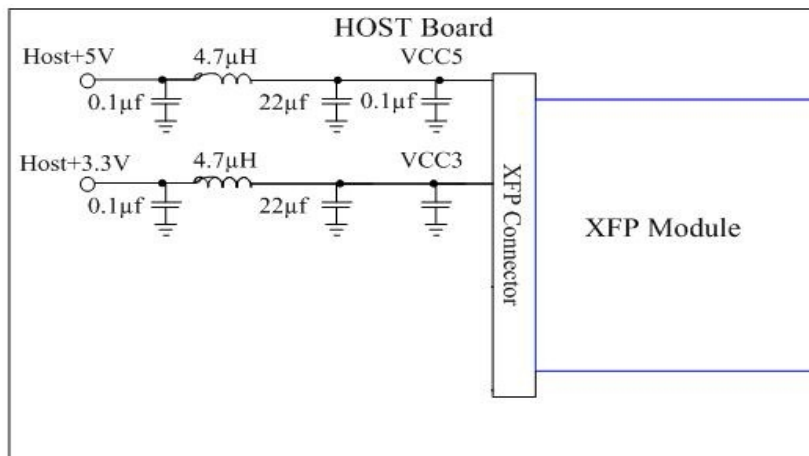 HOST Board
Host+5V
4.7μH
VCC5
0.1μf
22μf
0.1μf
Host+3.3V
4.7μH
VCC3
0.1μf
22μf
XFP Connector
XFP Module